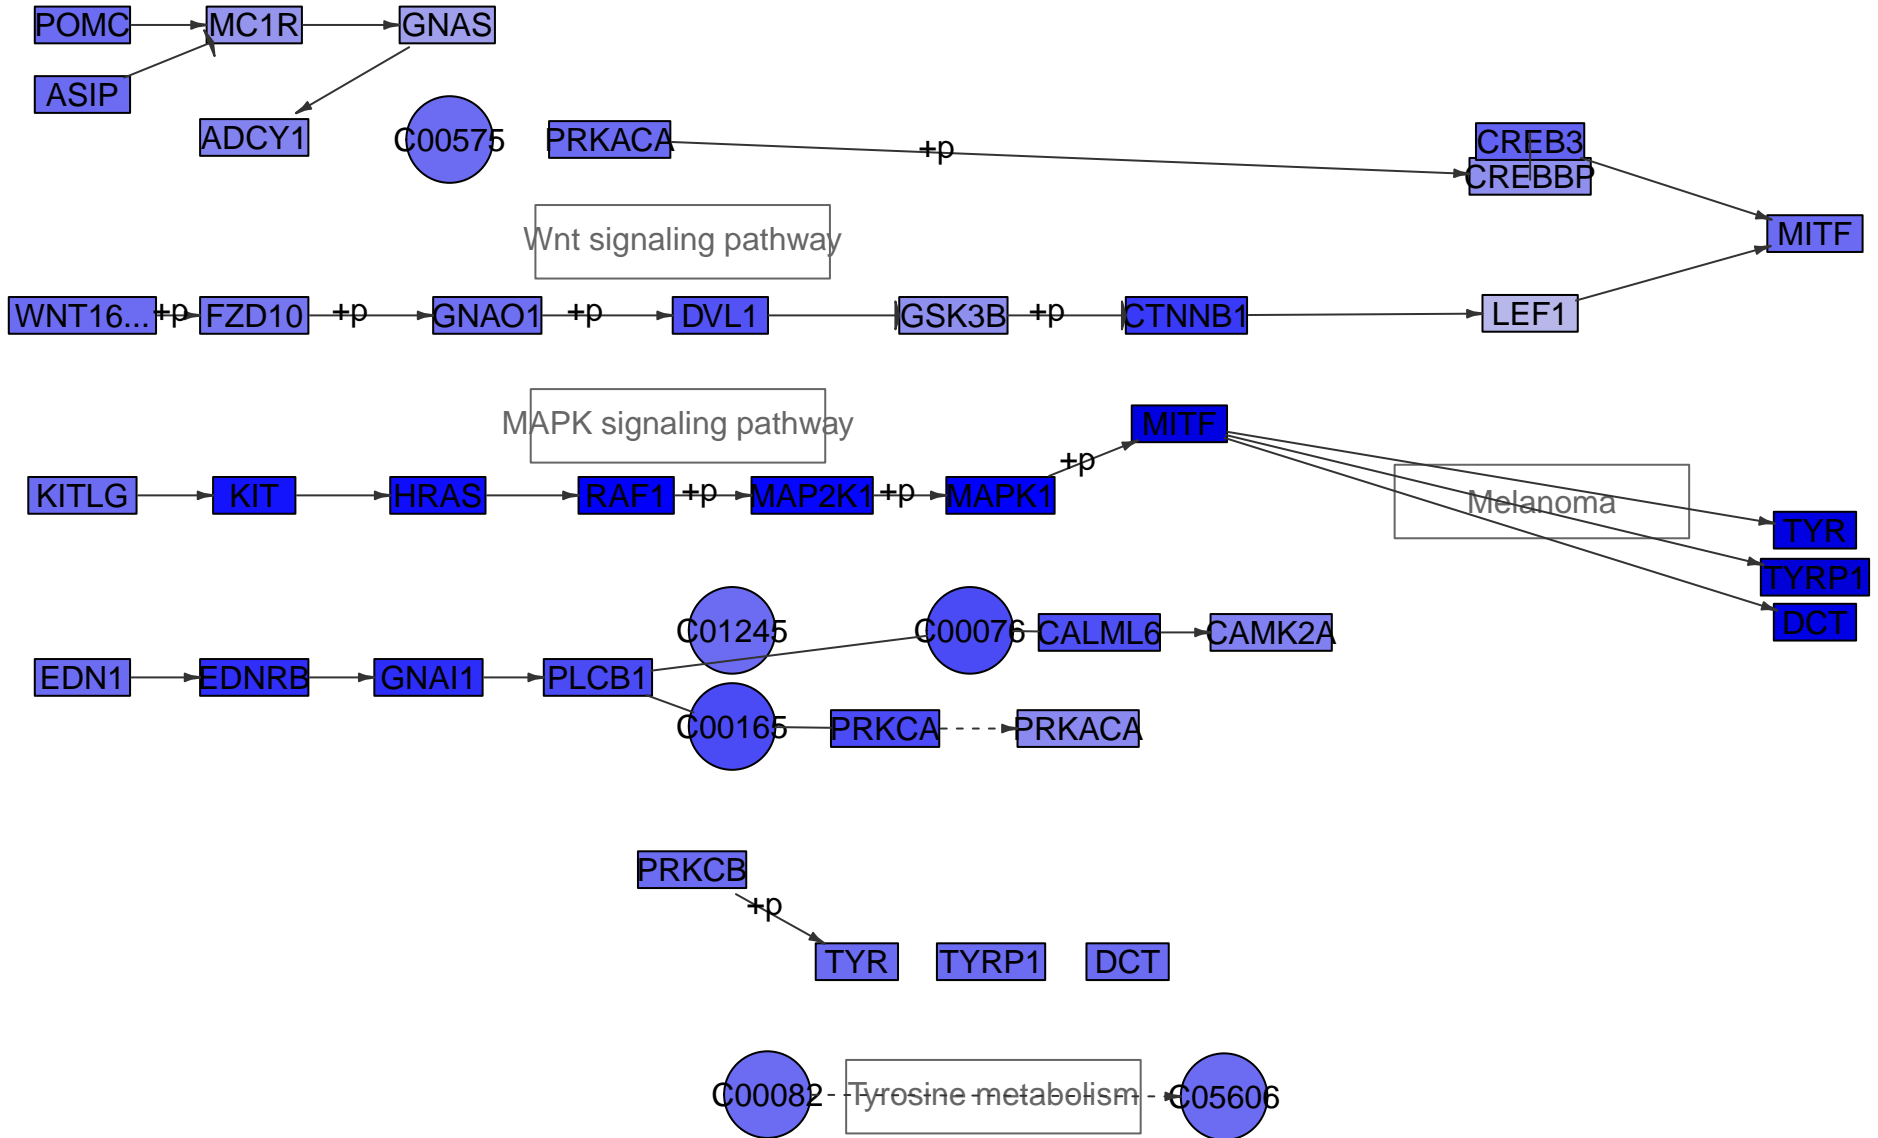 POMC
MC1R
GNAS
ASIP
ADCY1
C00575
PRKACA
+p
CREB3
CREBBP
Wnt signaling pathway
MITF
WNT16...
+p
FZD10
+p
GNAO1
+p
DVL1
GSK3B
+p
CTNNB1
LEF1
MAPK signaling pathway
MITF
+p
KITLG
KIT
HRAS
RAF1
+p
MAP2K1
+p
MAPK1
Melanoma
TYR
TYRP1
DCT
C01245
C00076
CALML6
CAMK2A
EDN1
EDNRB
GNAI1
PLCB1
C00165
PRKCA
PRKACA
PRKCB
+p
TYR
TYRP1
DCT
C00082
Tyrosine metabolism
C05606